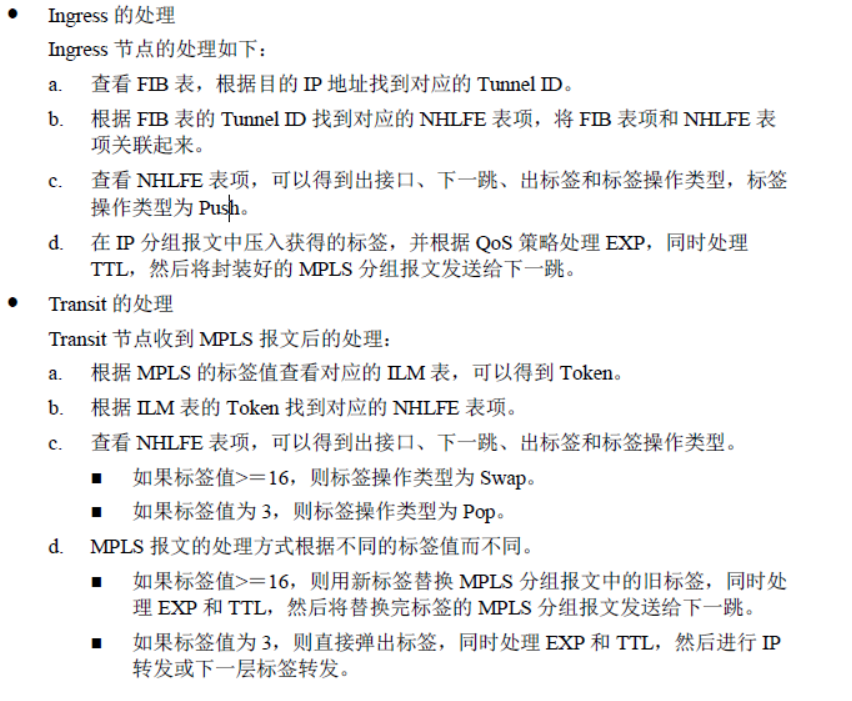 ● Ingress 的处理
Ingress 节点的处理如下：
a. 查看 FIB 表，根据目的 IP 地址找到对应的 Tunnel ID。
b. 根据 FIB 表的 Tunnel ID 找到对应的 NHLFE 表项，将 FIB 表项和 NHLFE 表
项关联起来。
c. 查看 NHLFE 表项，可以得到出接口、下一跳、出标签和标签操作类型，标签
操作类型为 Push。
d. 在 IP 分组报文中压入获得的标签，并根据 QoS 策略处理 EXP，同时处理
TTL，然后将封装好的 MPLS 分组报文发送给下一跳。
● Transit 的处理
Transit 节点收到 MPLS 报文后的处理：
a. 根据 MPLS 的标签值查看对应的 ILM 表，可以得到 Token。
b. 根据 ILM 表的 Token 找到对应的 NHLFE 表项。
c. 查看 NHLFE 表项，可以得到出接口、下一跳、出标签和标签操作类型。
■ 如果标签值>＝16，则标签操作类型为 Swap。
■ 如果标签值为 3，则标签操作类型为 Pop。
d. MPLS 报文的处理方式根据不同的标签值而不同。
■ 如果标签值>＝16，则用新标签替换 MPLS 分组报文中的旧标签，同时处
理 EXP 和 TTL，然后将替换完标签的 MPLS 分组报文发送给下一跳。
■ 如果标签值为 3，则直接弹出标签，同时处理 EXP 和 TTL，然后进行 IP
转发或下一层标签转发。